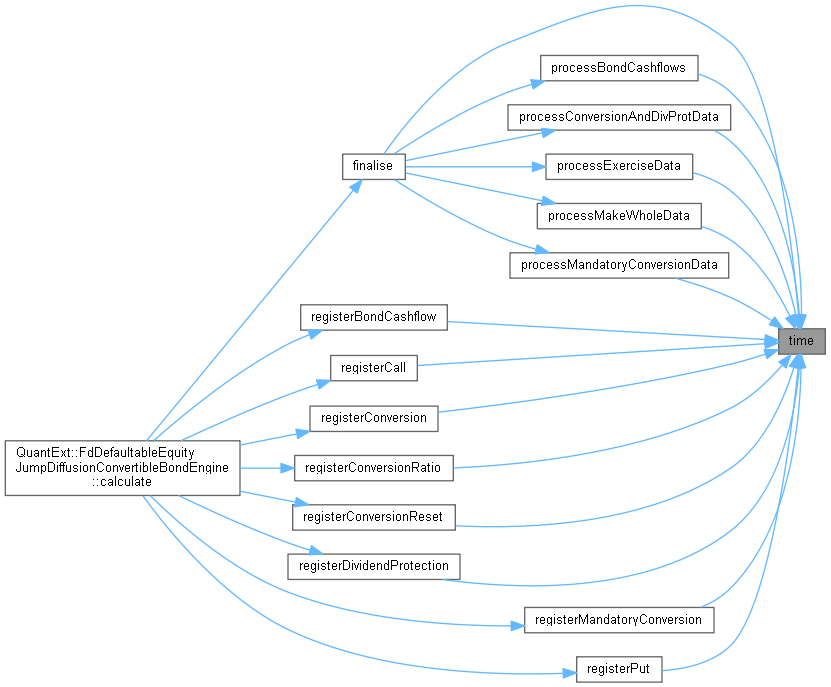 processBondCashflows
processConversionAndDivProtData
finalise
processExerciseData
processMakeWholeData
processMandatoryConversionData
registerBondCashflow
time
registerCall
registerConversion
QuantExt::FdDefaultableEquity
JumpDiffusionConvertibleBondEngine
::calculate
registerConversionRatio
registerConversionReset
registerDividendProtection
registerMandatoryConversion
registerPut